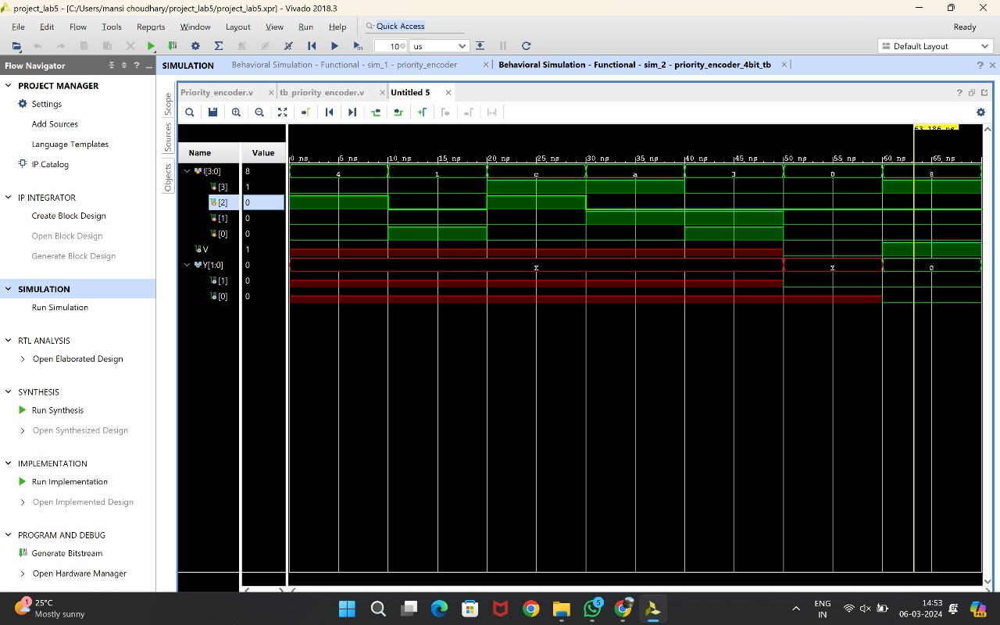 project_lab5 - [C:/Users/mansi choudhary/project_lab5/project_lab5.xpr] - Vivado 2018.3
File Edit Flow Tools Reports Window Layout View Run Help Quick Access Ready
10 us Default Layout
Flow Navigator
SIMULATION Behavioral Simulation - Functional - sim_1 - priority_encoder Behavioral Simulation - Functional - sim_2 - priority_encoder_4bit_tb
PROJECT MANAGER
Settings
Add Sources
Language Templates
IP Catalog
IP INTEGRATOR
Create Block Design
Open Block Design
Generate Block Design
SIMULATION
Run Simulation
RTL ANALYSIS
Open Elaborated Design
SYNTHESIS
Run Synthesis
Open Synthesized Design
IMPLEMENTATION
Run Implementation
Open Implemented Design
PROGRAM AND DEBUG
Generate Bitstream
Open Hardware Manager
Scope
Sources
Objects
Priority_encoder.v tb_priority_encoder.v Untitled 5
63.186 ns
Name Value
0 ns 5 ns 10 ns 15 ns 20 ns 25 ns 30 ns 35 ns 40 ns 45 ns 50 ns 55 ns 60 ns 65 ns
I[3:0] 8 4 1 c a 3 0 8
[3] 1
[2] 0
[1] 0
[0] 0
V 1
Y[1:0] 0 X X 0
[1] 0
[0] 0
1
25°C
Mostly sunny
5
ENG
IN
14:53
06-03-2024
PRE